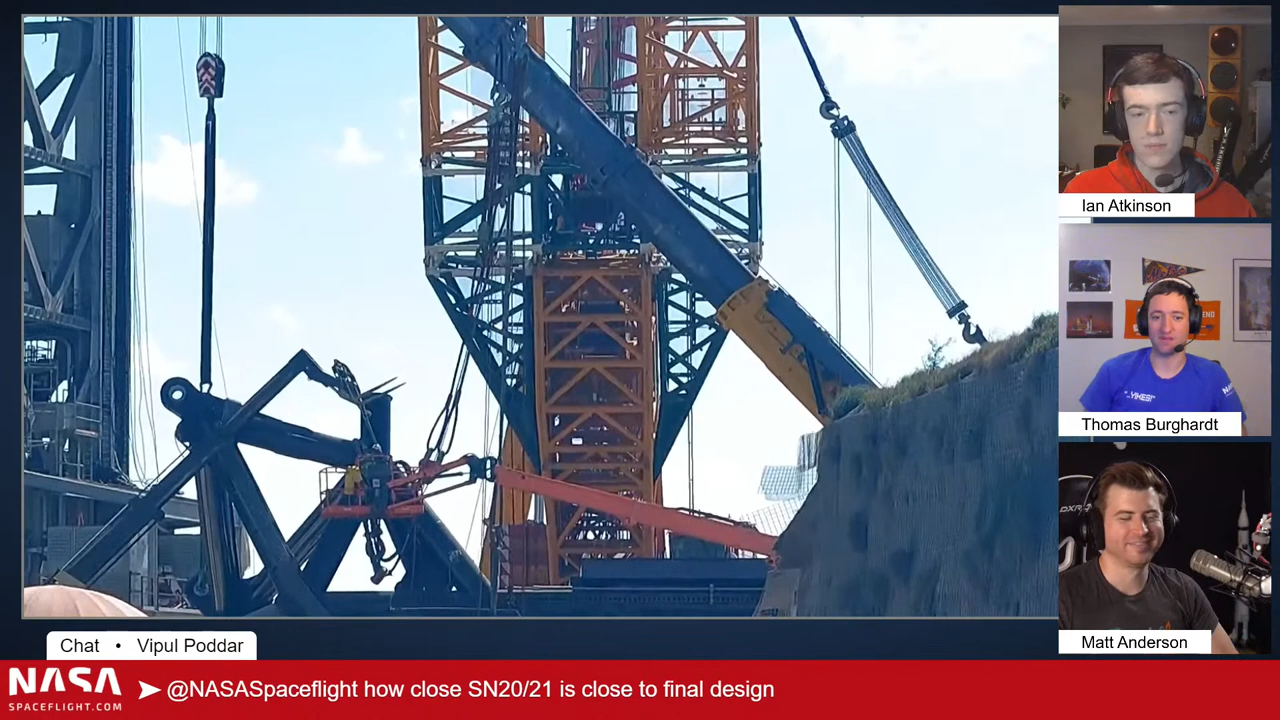 Ian Atkinson
Thomas Burghardt
Matt Anderson
Chat • Vipul Poddar
NASA
SPACEFLIGHT.COM
@NASASpaceflight how close SN20/21 is close to final design